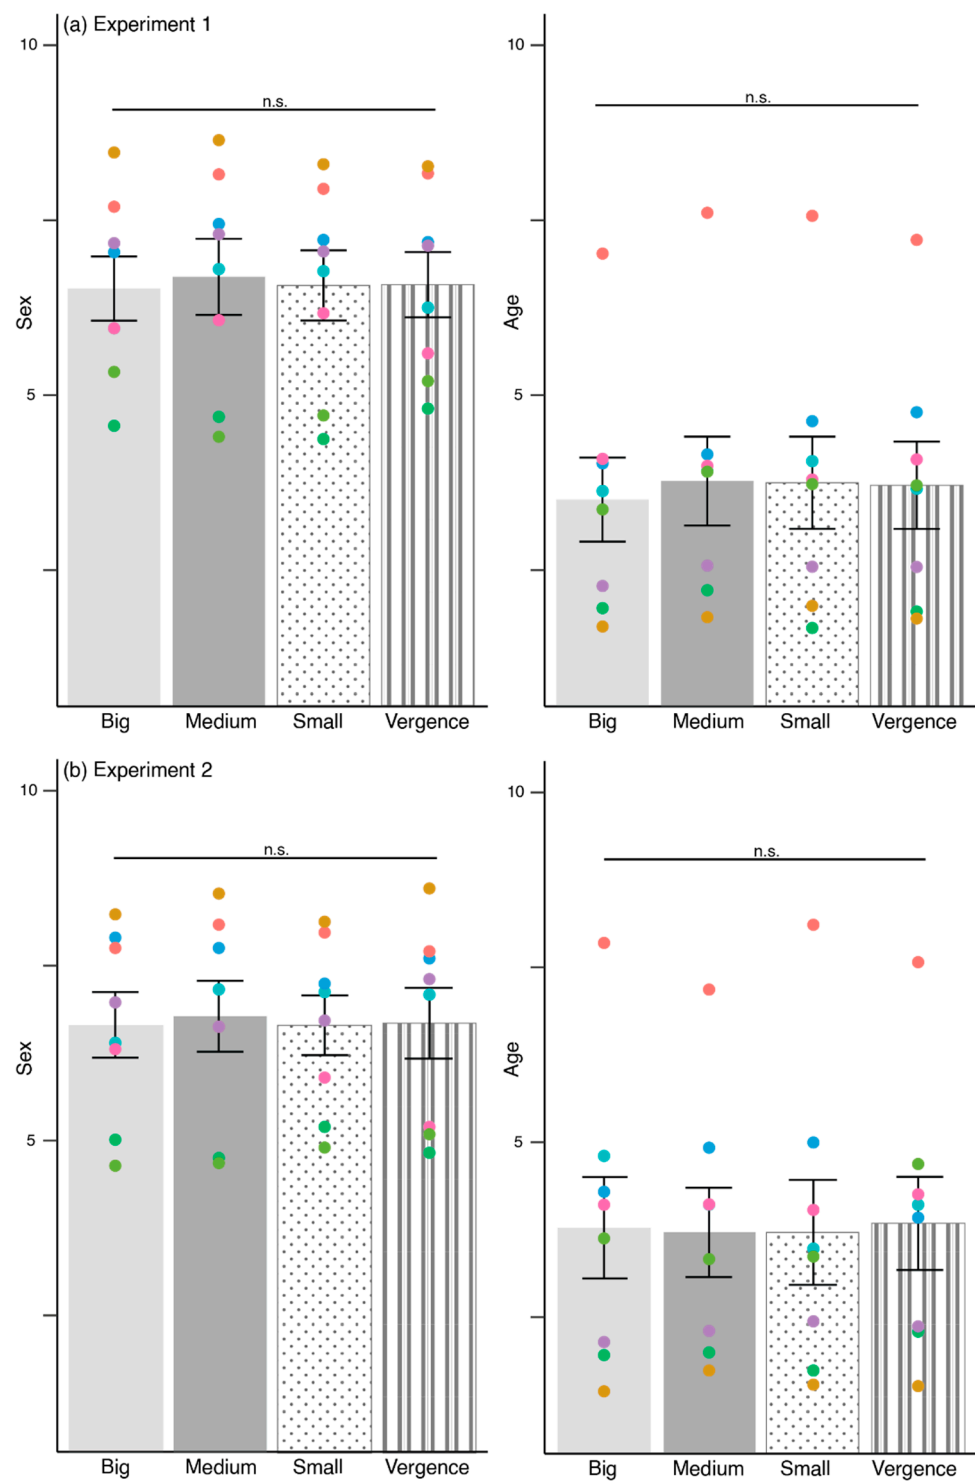 (a) Experiment 1
10
n.s.
Sex
5
Big Medium Small Vergence
10
n.s.
Age
5
Big Medium Small Vergence
(b) Experiment 2
10
n.s.
Sex
5
Big Medium Small Vergence
10
n.s.
Age
5
Big Medium Small Vergence